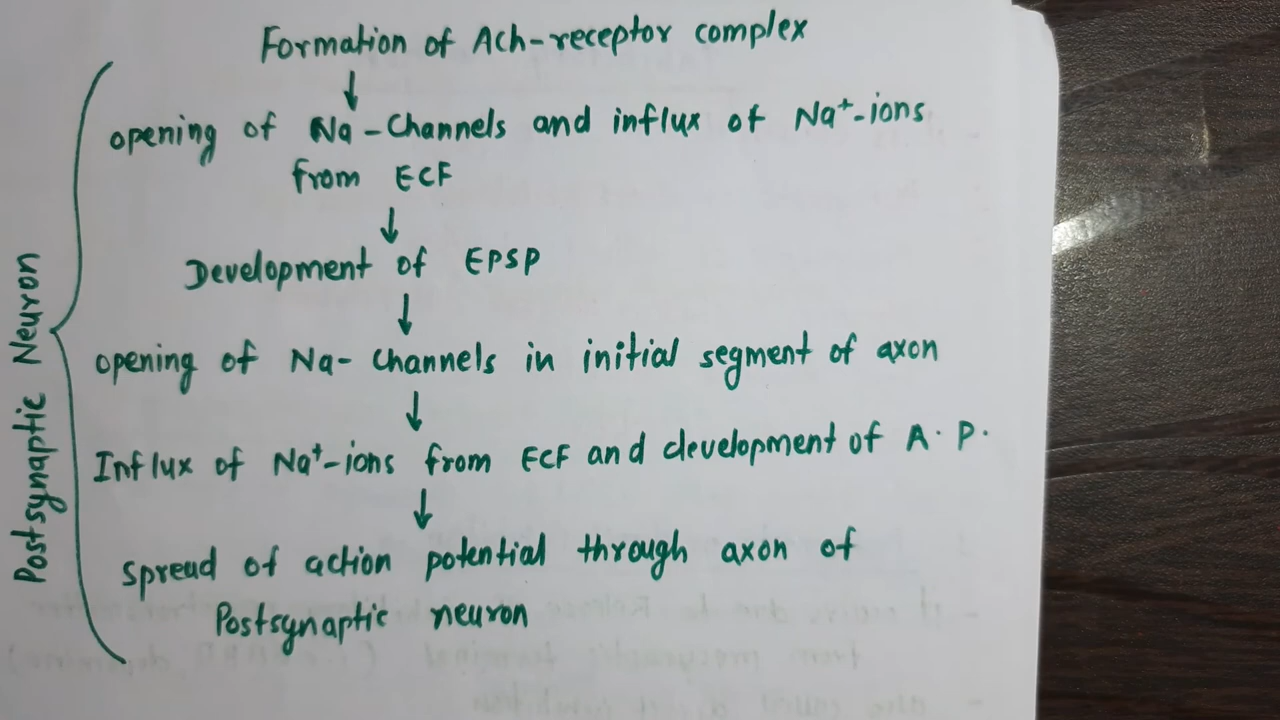 Formation of Ach-receptor complex
↓
opening of Na-Channels and influx of Na⁺-ions
from ECF
↓
Development of EPSP
↓
opening of Na-Channels in initial segment of axon
↓
Influx of Na⁺-ions from ECF and development of A.P.
↓
Spread of action potential through axon of
Postsynaptic neuron
Postsynaptic Neuron